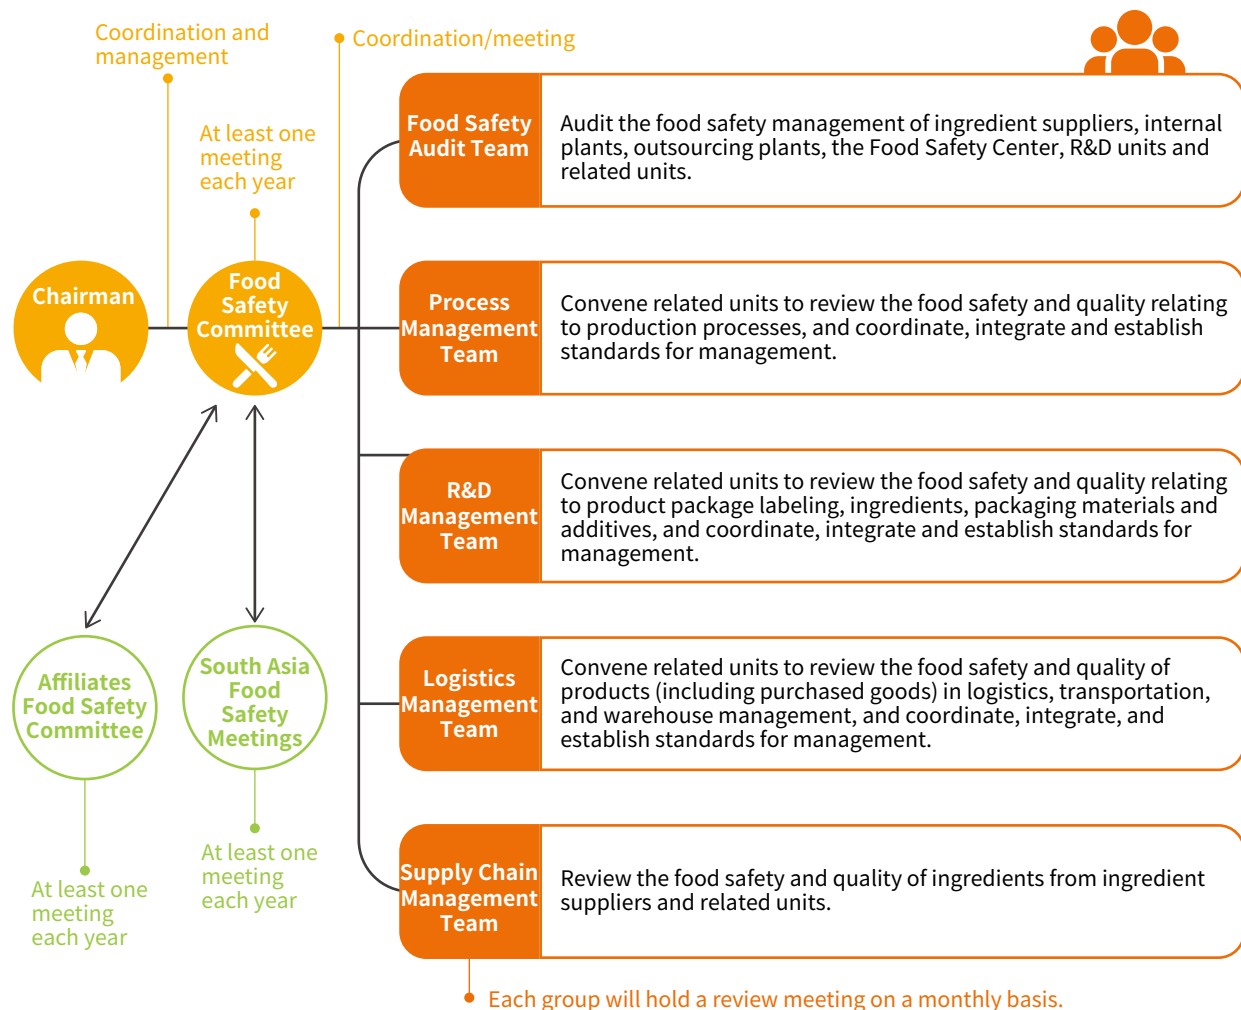 Coordination and
management
Coordination/meeting
At least one
meeting
each year
Chairman
Food
Safety
Committee
Food Safety
Audit Team
Audit the food safety management of ingredient suppliers, internal
plants, outsourcing plants, the Food Safety Center, R&D units and
related units.
Process
Management
Team
Convene related units to review the food safety and quality relating
to production processes, and coordinate, integrate and establish
standards for management.
R&D
Management
Team
Convene related units to review the food safety and quality relating
to product package labeling, ingredients, packaging materials and
additives, and coordinate, integrate and establish standards for
management.
Affiliates
Food Safety
Committee
South Asia
Food
Safety
Meetings
Logistics
Management
Team
Convene related units to review the food safety and quality of
products (including purchased goods) in logistics, transportation,
and warehouse management, and coordinate, integrate, and
establish standards for management.
At least one
meeting
each year
At least one
meeting
each year
Supply Chain
Management
Team
Review the food safety and quality of ingredients from ingredient
suppliers and related units.
Each group will hold a review meeting on a monthly basis.